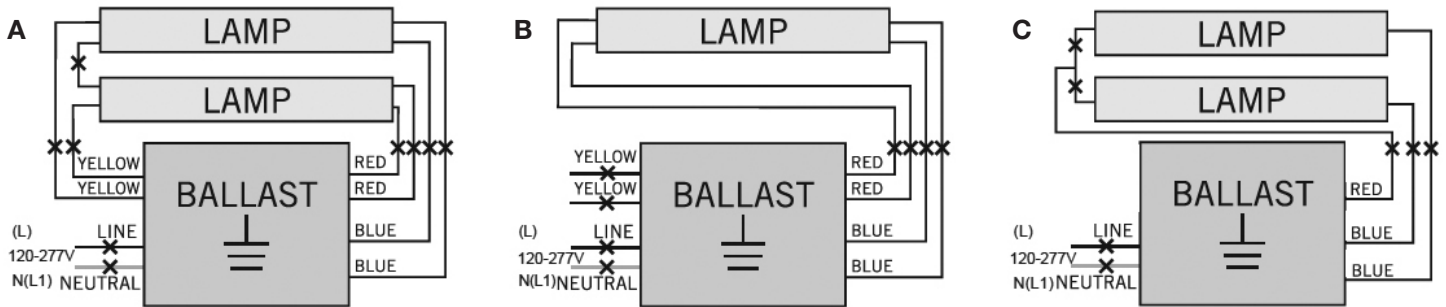 A
LAMP
LAMP
YELLOW
RED
YELLOW
BALLAST
RED
(L)
LINE
BLUE
120-277V
N(L1) NEUTRAL
BLUE
B
LAMP
YELLOW
RED
YELLOW
BALLAST
RED
(L)
LINE
BLUE
120-277V
N(L1) NEUTRAL
BLUE
C
LAMP
LAMP
BALLAST
RED
(L)
LINE
BLUE
120-277V
N(L1) NEUTRAL
BLUE